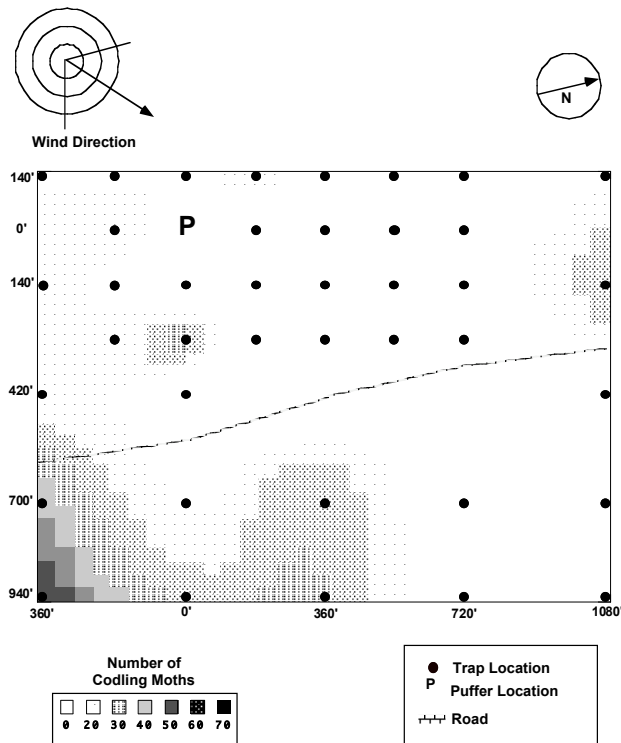 N
Wind Direction
140'
0'
P
140'
420'
700'
940'
360' 0' 360' 720' 1080'
Number of
Codling Moths
0 20 30 40 50 60 70
Trap Location
P Puffer Location
Road